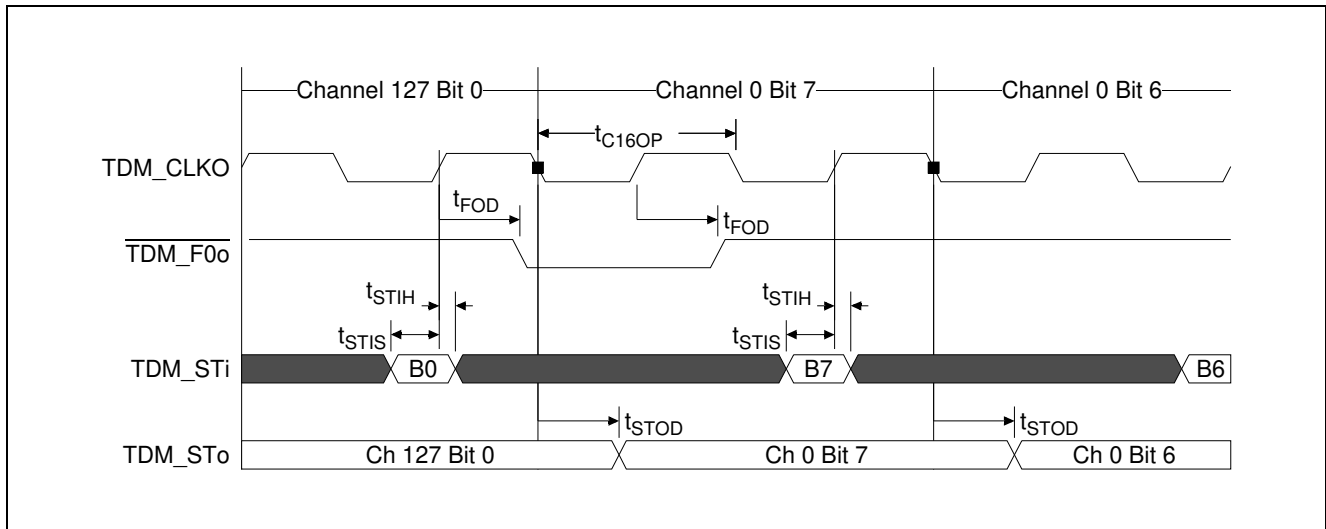 Channel 127 Bit 0 Channel 0 Bit 7 Channel 0 Bit 6
tC16OP
TDM_CLKO
tFOD tFOD
TDM_F0o
tSTIH tSTIH
tSTIS tSTIS
TDM_STi B0 B7 B6
tSTOD tSTOD
TDM_STo Ch 127 Bit 0 Ch 0 Bit 7 Ch 0 Bit 6